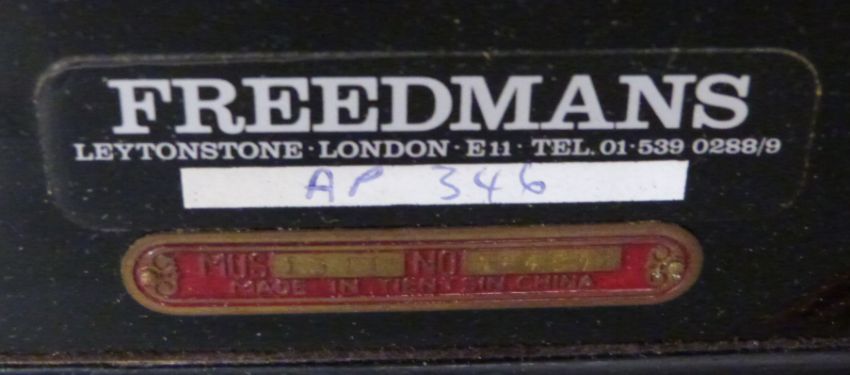 FREEDMANS
LEYTONSTONE · LONDON · E11 · TEL. 01·539 0288/9
AP 346
MUS NO
MADE IN TIENTSIN CHINA